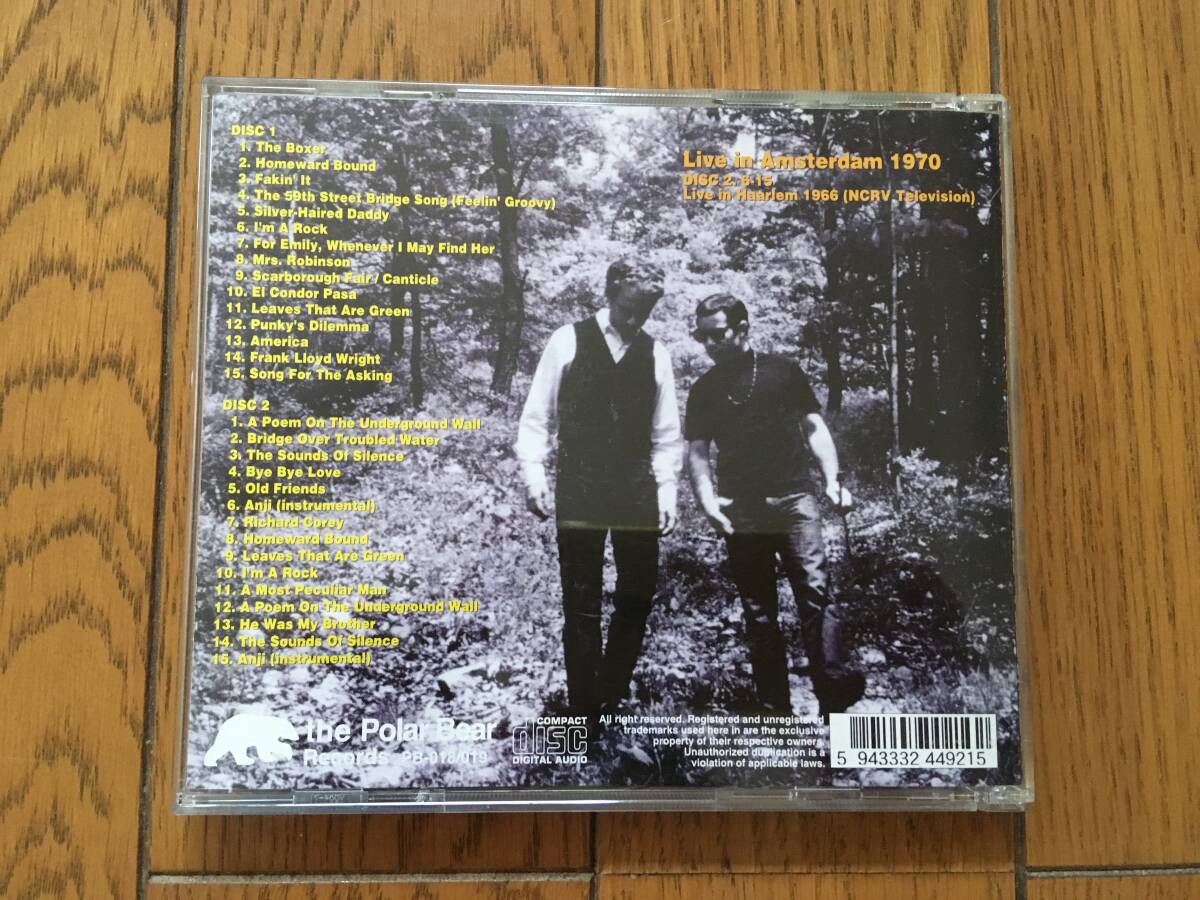 DISC 1
1. The Boxer
2. Homeward Bound
3. Fakin' It
4. The 59th Street Bridge Song (Feelin' Groovy)
5. Silver-Haired Daddy
6. I'm A Rock
7. For Emily, Whenever I May Find Her
8. Mrs. Robinson
9. Scarborough Fair / Canticle
10. El Condor Pasa
11. Leaves That Are Green
12. Punky's Dilemma
13. America
14. Frank Lloyd Wright
15. Song For The Asking
DISC 2
1. A Poem On The Underground Wall
2. Bridge Over Troubled Water
3. The Sounds Of Silence
4. Bye Bye Love
5. Old Friends
6. Anji (instrumental)
7. Richard Corey
8. Homeward Bound
9. Leaves That Are Green
10. I'm A Rock
11. A Most Peculiar Man
12. A Poem On The Underground Wall
13. He Was My Brother
14. The Sounds Of Silence
15. Anji (instrumental)
Live in Amsterdam 1970
DISC 2. 6-15
Live in Haarlem 1966 (NCRV Television)
the Polar Bear
Records PB-018/019
COMPACT
disc
DIGITAL AUDIO
All right reserved. Registered and unregistered
trademarks used here in are the exclusive
property of their respective owners.
Unauthorized duplication is a
violation of applicable laws.
5 943332 449215